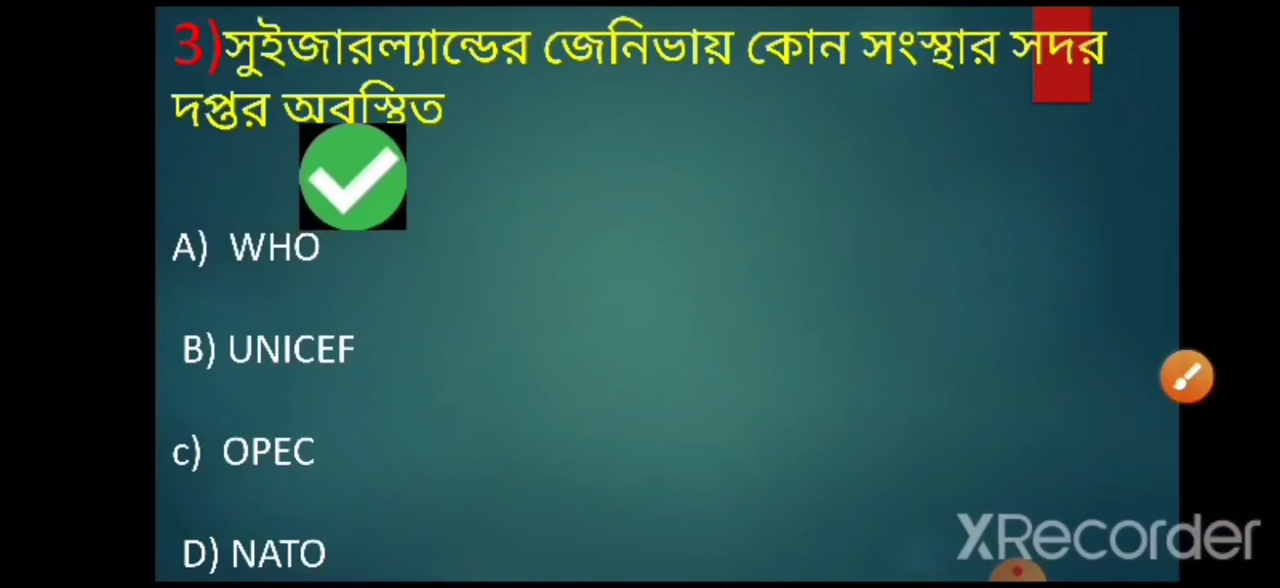 3)সুইজারল্যান্ডের জেনিভায় কোন সংস্থার সদর
দপ্তর অবস্থিত
A) WHO
B) UNICEF
c) OPEC
D) NATO
XRecorder